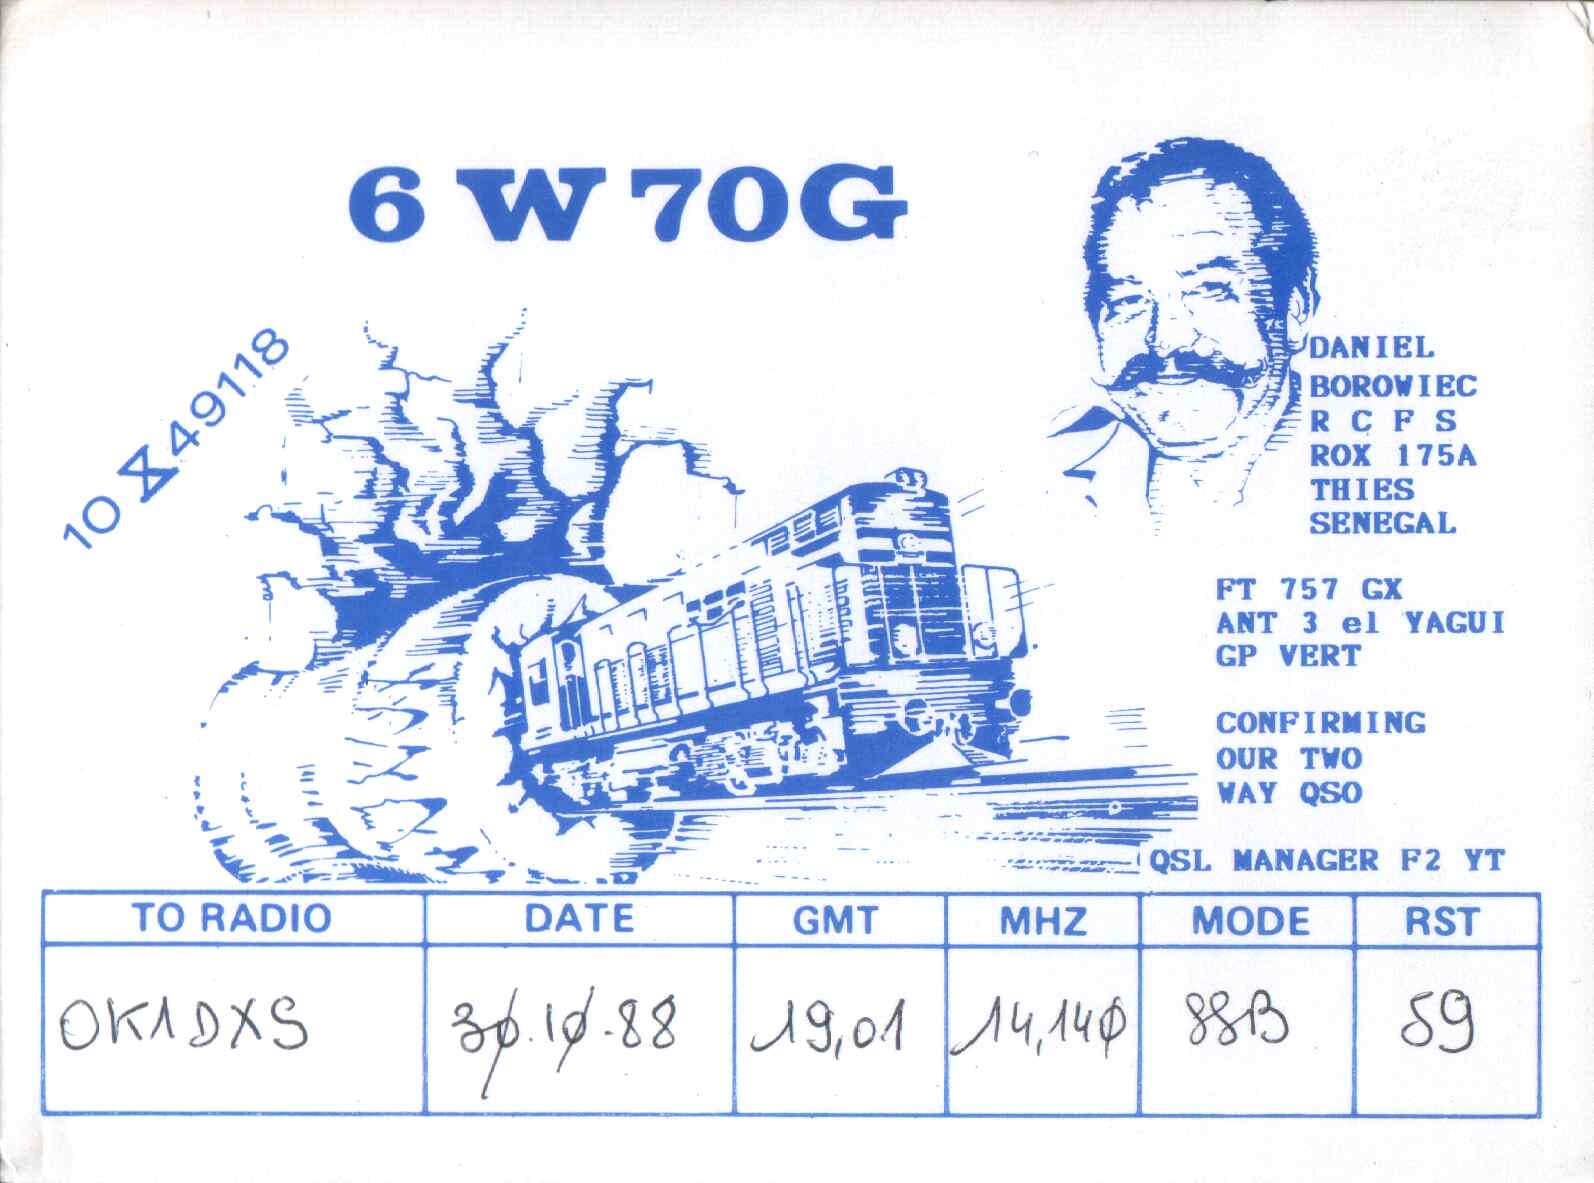 6 W 70G
10 X 49118
DANIEL
BOROWIEC
R C F S
ROX 175A
THIES
SENEGAL
FT 757 GX
ANT 3 el YAGUI
GP VERT
CONFIRMING
OUR TWO
WAY QSO
QSL MANAGER F2 YT
TO RADIO DATE GMT MHZ MODE RST
OK1DXS 30.10.88 19,01 14,140 SSB 59